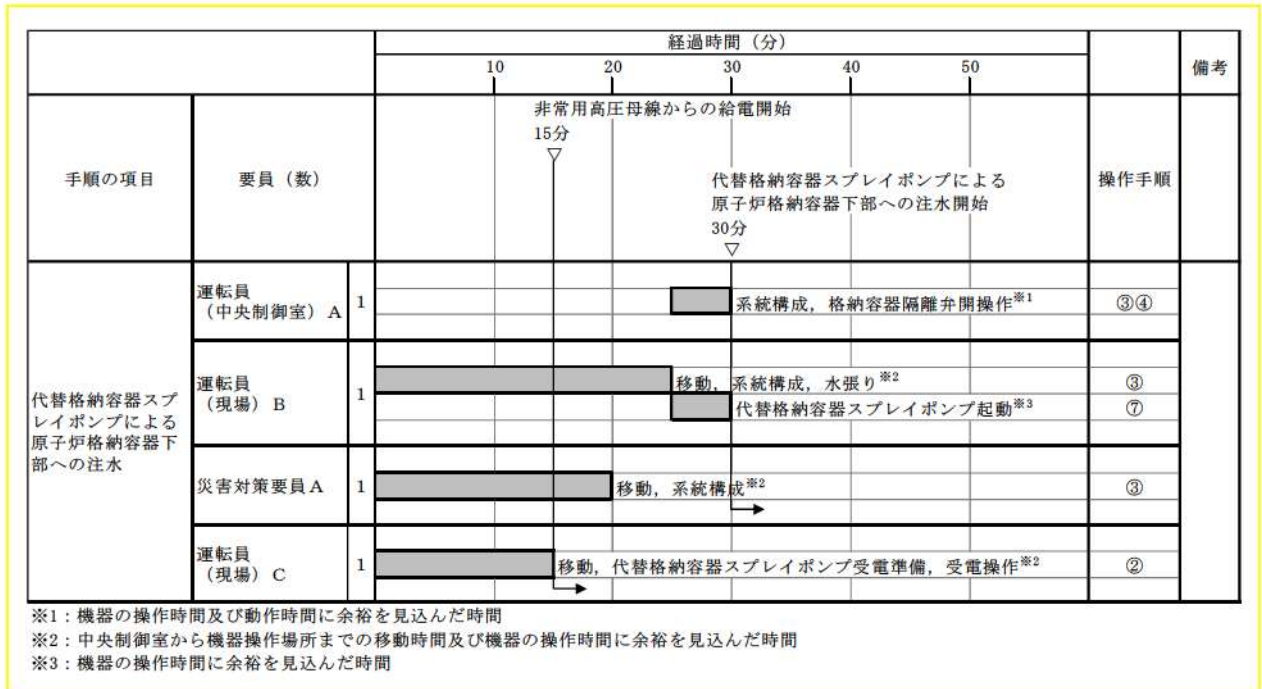 経過時間（分）
10 20 30 40 50
備考
手順の項目
要員（数）
操作手順
非常用高圧母線からの給電開始
15分
▽
代替格納容器スプレイポンプによる
原子炉格納容器下部への注水開始
30分
▽
代替格納容器スプ
レイポンプによる
原子炉格納容器下
部への注水
運転員
（中央制御室）A
1
系統構成，格納容器隔離弁開操作※1
③④
運転員
（現場）B
1
移動，系統構成，水張り※2
③
代替格納容器スプレイポンプ起動※3
⑦
災害対策要員A
1
移動，系統構成※2
③
運転員
（現場）C
1
移動，代替格納容器スプレイポンプ受電準備，受電操作※2
②
※1：機器の操作時間及び動作時間に余裕を見込んだ時間
※2：中央制御室から機器操作場所までの移動時間及び機器の操作時間に余裕を見込んだ時間
※3：機器の操作時間に余裕を見込んだ時間